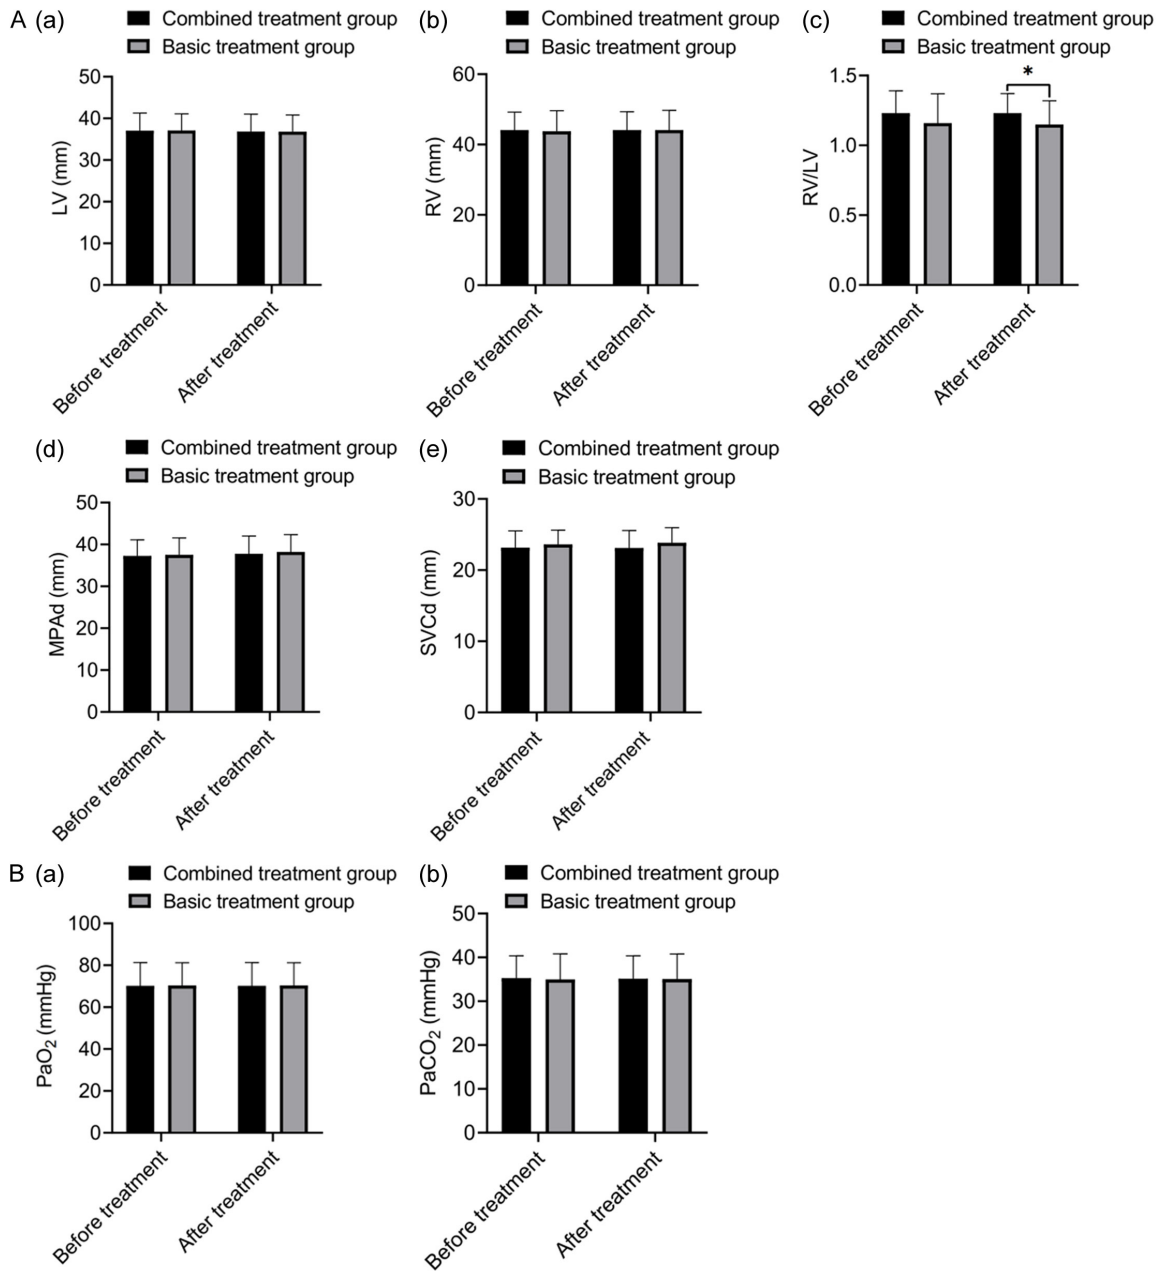 A (a)
Combined treatment group
Basic treatment group
LV (mm)
50
40
30
20
10
0
Before treatment
After treatment
(b)
Combined treatment group
Basic treatment group
RV (mm)
60
40
20
0
Before treatment
After treatment
(c)
Combined treatment group
Basic treatment group
RV/LV
1.5
1.0
0.5
0.0
*
Before treatment
After treatment
(d)
Combined treatment group
Basic treatment group
MPAd (mm)
50
40
30
20
10
0
Before treatment
After treatment
(e)
Combined treatment group
Basic treatment group
SVCd (mm)
30
20
10
0
Before treatment
After treatment
B (a)
Combined treatment group
Basic treatment group
PaO2 (mmHg)
100
80
60
40
20
0
Before treatment
After treatment
(b)
Combined treatment group
Basic treatment group
PaCO2 (mmHg)
50
40
30
20
10
0
Before treatment
After treatment